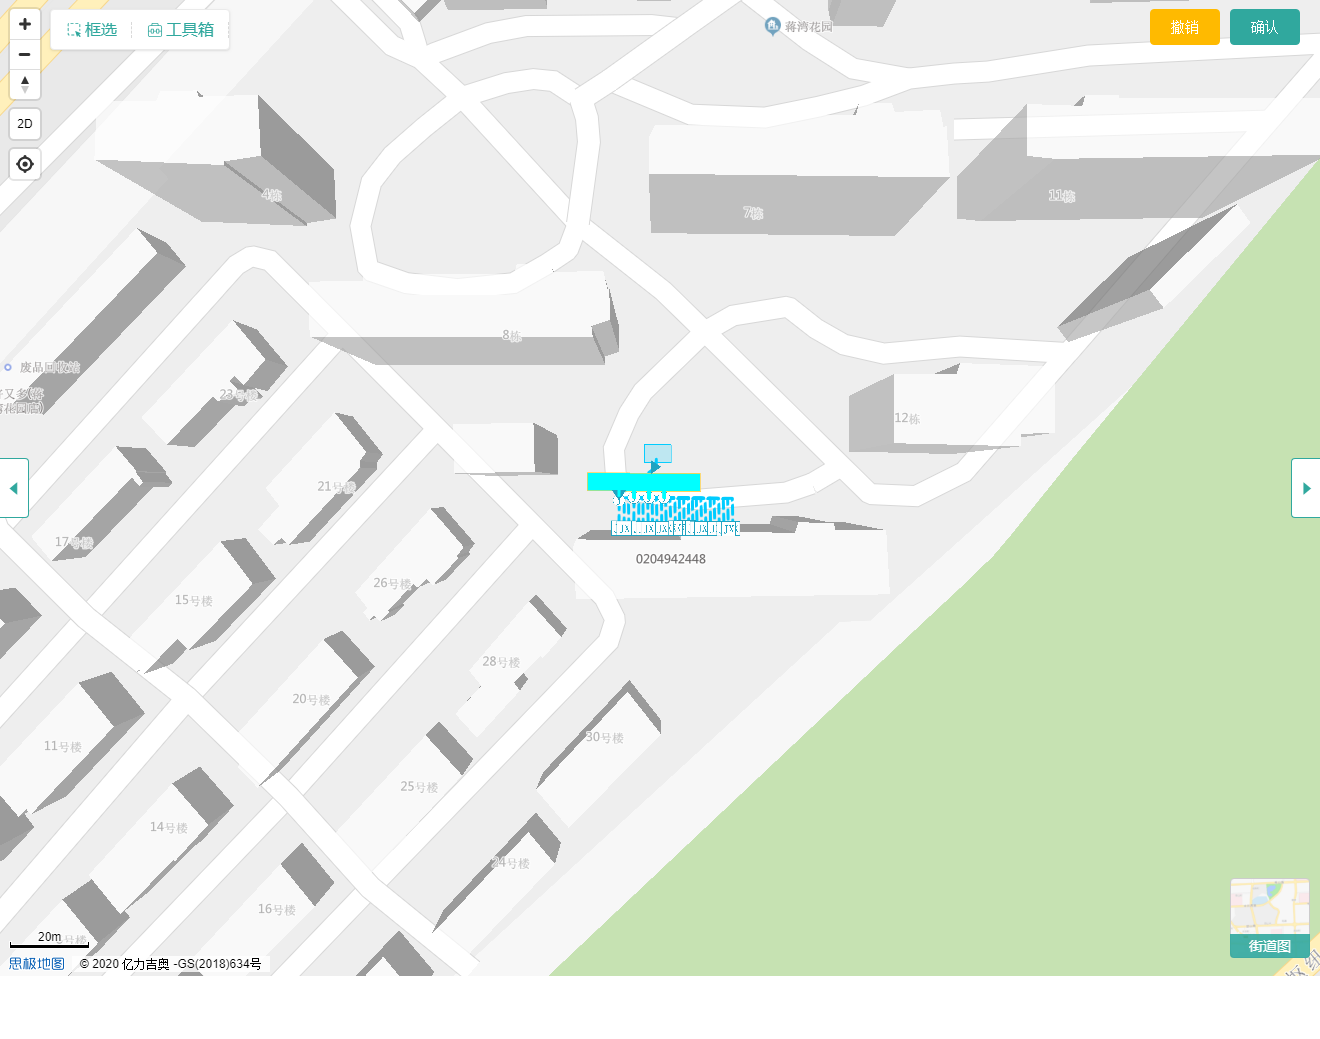 框选
工具箱
蒋湾花园
撤销
确认
2D
4栋
7栋
11栋
8栋
废品回收站
23号楼
12栋
21号楼
17号楼
0204942448
26号楼
15号楼
28号楼
20号楼
30号楼
11号楼
25号楼
14号楼
24号楼
16号楼
20m
号楼
街道图
思极地图
© 2020 亿力吉奥 -GS(2018)634号